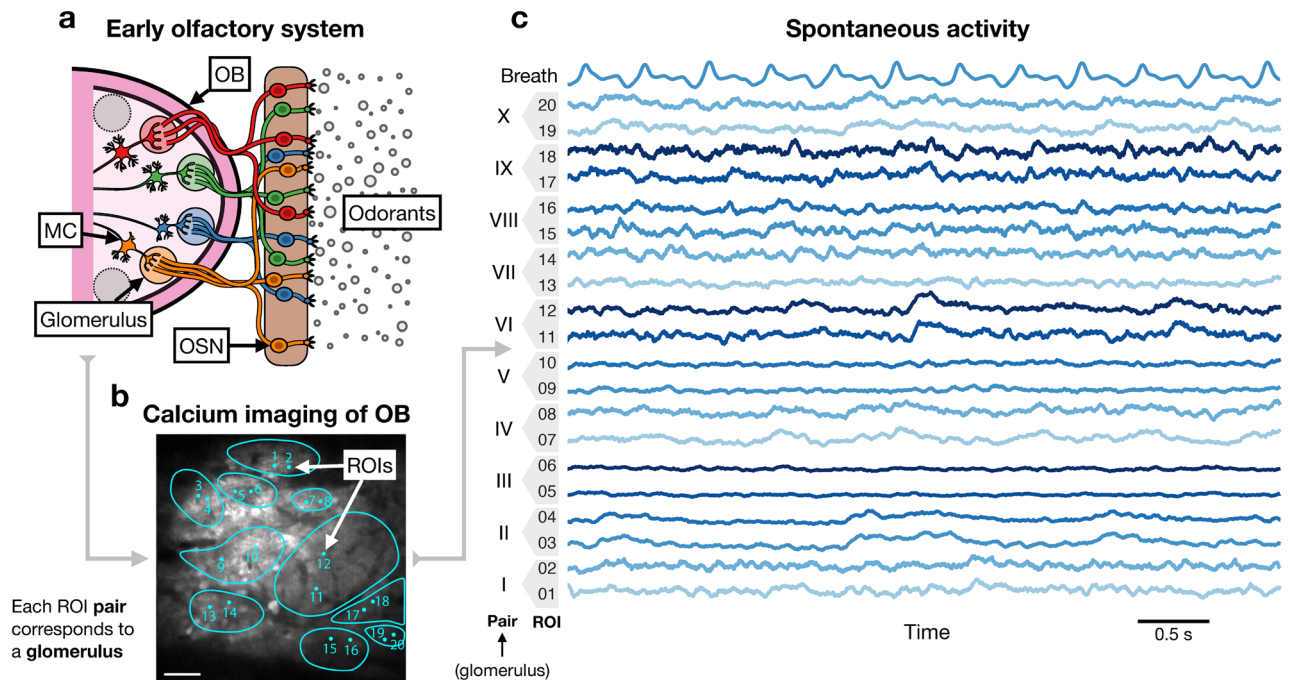 a
Early olfactory system
OB
MC
Glomerulus
OSN
Odorants
b
Calcium imaging of OB
ROIs
1 2
3
4
5 6
7 8
9
10
11
12
13 14
15 16
17
18
19
20
Each ROI pair
corresponds to
a glomerulus
c
Spontaneous activity
Breath
X
20
19
IX
18
17
VIII
16
15
VII
14
13
VI
12
11
V
10
09
IV
08
07
III
06
05
II
04
03
I
02
01
Pair ROI
(glomerulus)
Time
0.5 s